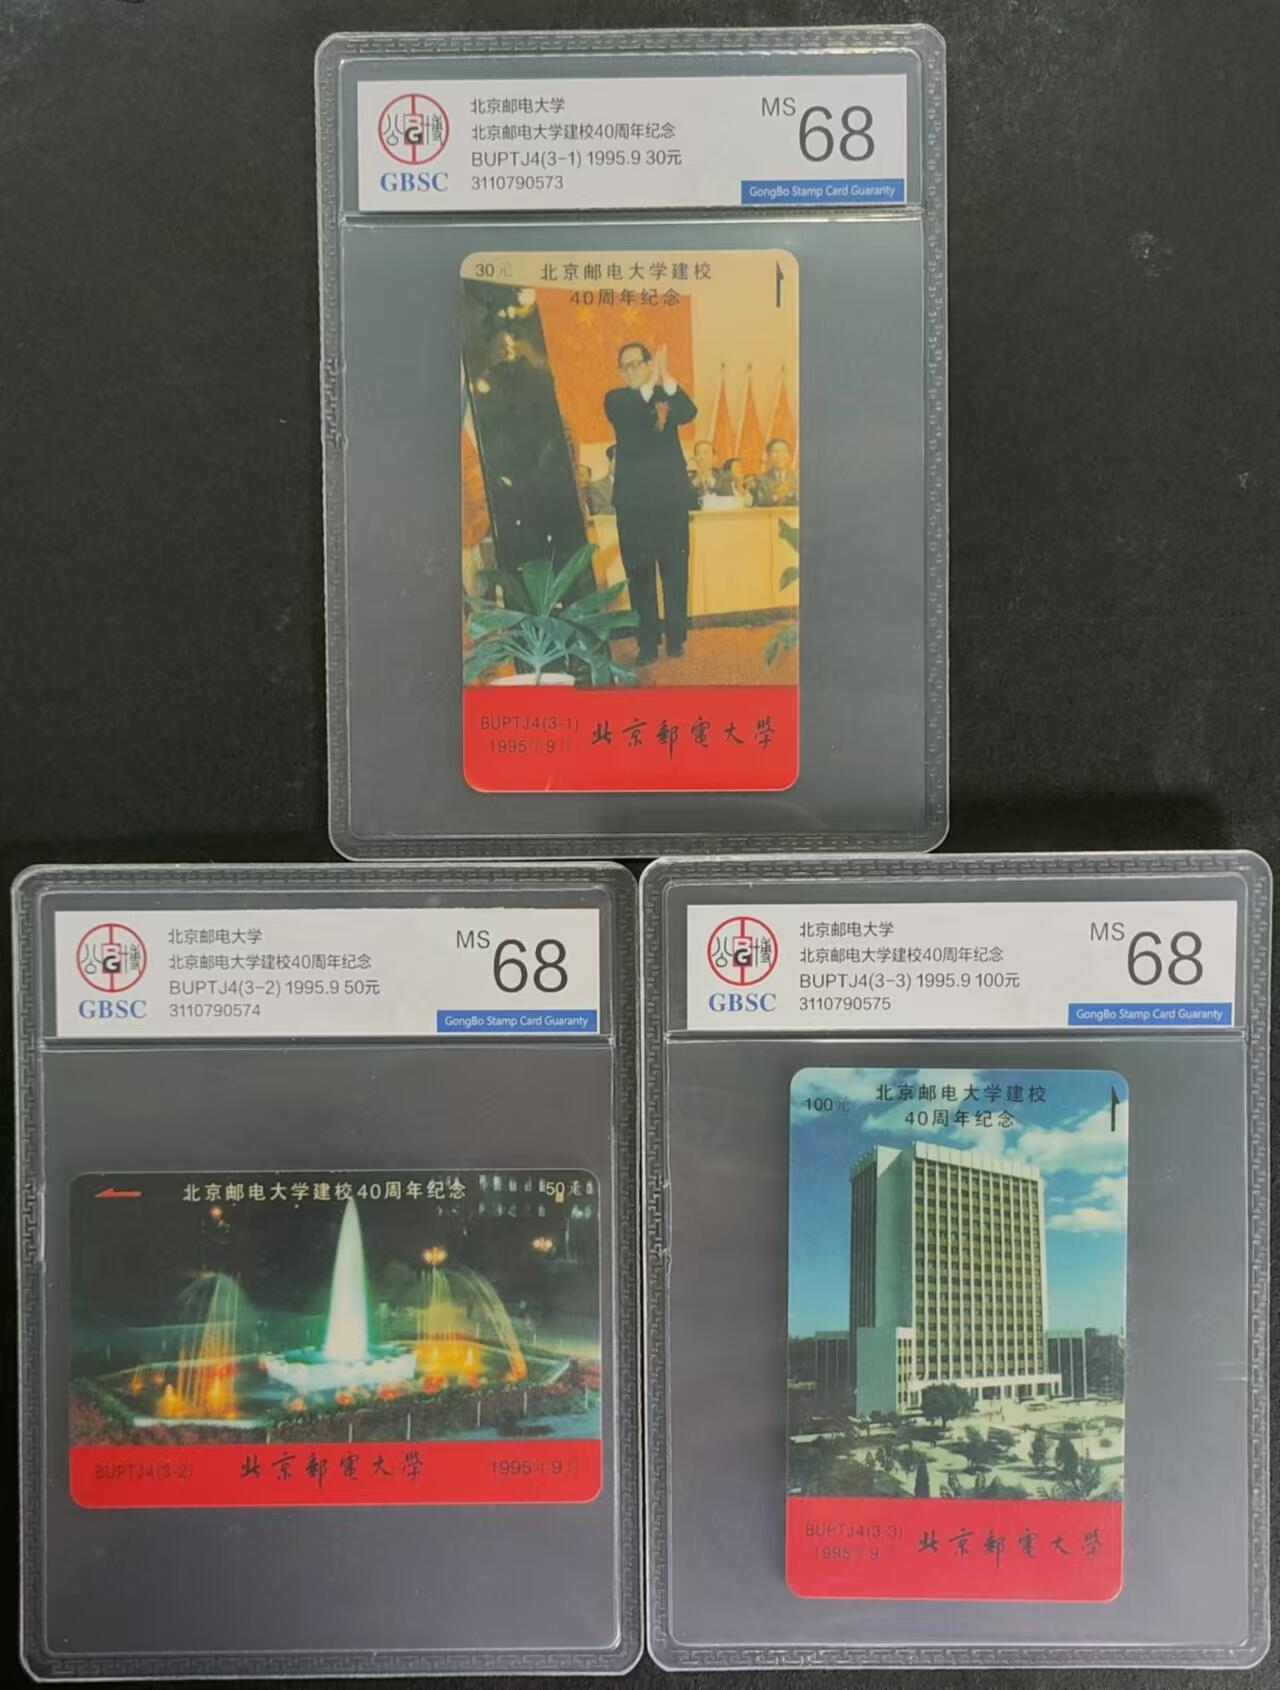 北京邮电大学
北京邮电大学建校40周年纪念
BUPTJ4(3-1) 1995.9 30元
3110790573
GBSC
MS 68
GongBo Stamp Card Guaranty
30元
北京邮电大学建校
40周年纪念
BUPTJ4(3-1)
1995年9月
北京郵電大學
北京邮电大学
北京邮电大学建校40周年纪念
BUPTJ4(3-2) 1995.9 50元
3110790574
GBSC
MS 68
GongBo Stamp Card Guaranty
北京邮电大学建校40周年纪念
50元
BUPTJ4(3-2)
北京郵電大學
1995年9月
北京邮电大学
北京邮电大学建校40周年纪念
BUPTJ4(3-3) 1995.9 100元
3110790575
GBSC
MS 68
GongBo Stamp Card Guaranty
100元
北京邮电大学建校
40周年纪念
BUPTJ4(3-3)
1995年9月
北京郵電大學